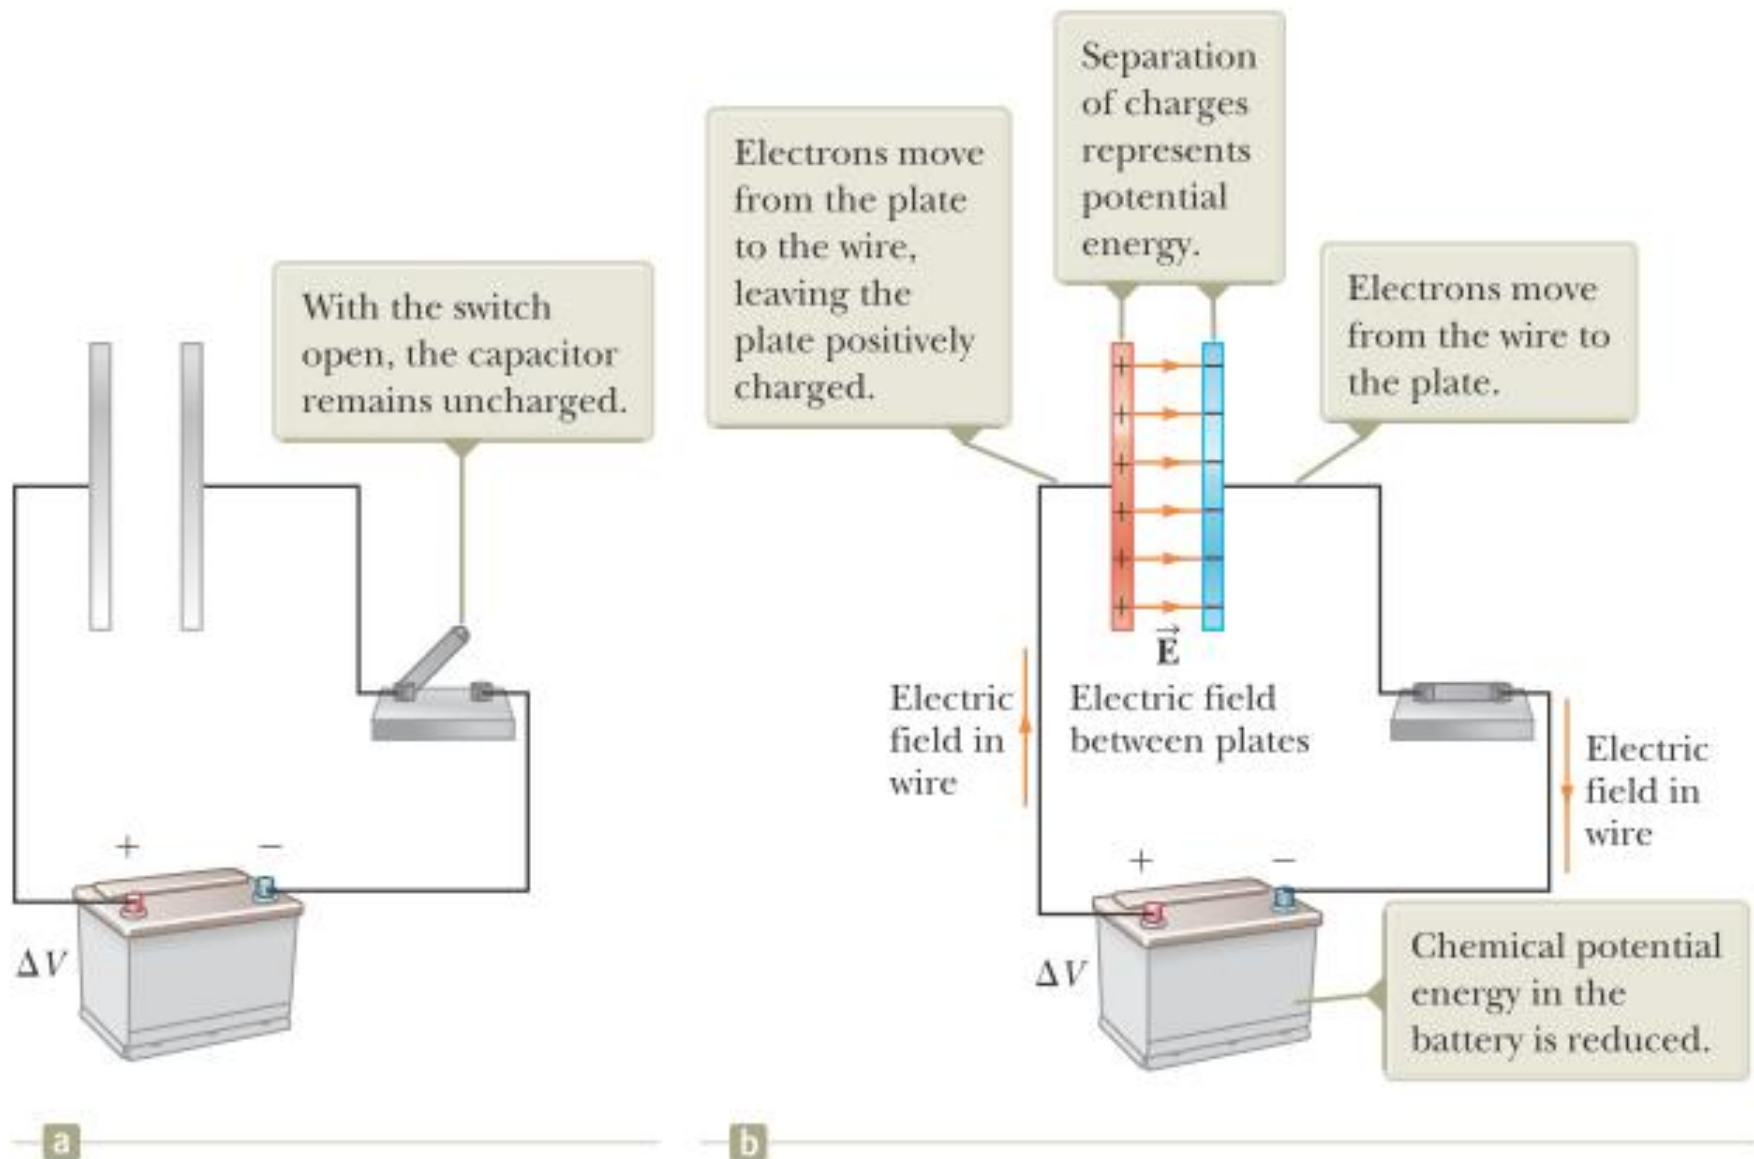 With the switch
open, the capacitor
remains uncharged.
+
−
ΔV
a
Electrons move
from the plate
to the wire,
leaving the
plate positively
charged.
Separation
of charges
represents
potential
energy.
Electrons move
from the wire to
the plate.
+ −
+ −
+ −
+ −
+ −
+ −
E⃗
Electric field
between plates
Electric
field in
wire
Electric
field in
wire
+
−
ΔV
Chemical potential
energy in the
battery is reduced.
b